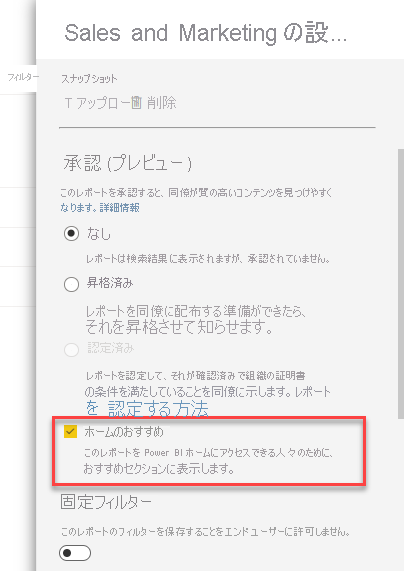 Sales and Marketing の設...
フィルター
スナップショット
T アップロー 削除
承認 (プレビュー)
このレポートを承認すると、同僚が質の高いコンテンツを見つけやすく
なります。詳細情報
なし
レポートは検索結果に表示されますが、承認されていません。
昇格済み
レポートを同僚に配布する準備ができたら、
それを昇格させて知らせます。
認定済み
レポートを認定して、それが確認済みで組織の証明書
の条件を満たしていることを同僚に示します。レポート
を 認定する方法
ホームのおすすめ
このレポートを Power BI ホームにアクセスできる人々のために、
おすすめセクションに表示します。
固定フィルター
このレポートのフィルターを保存することをエンド ユーザーに許可しません。